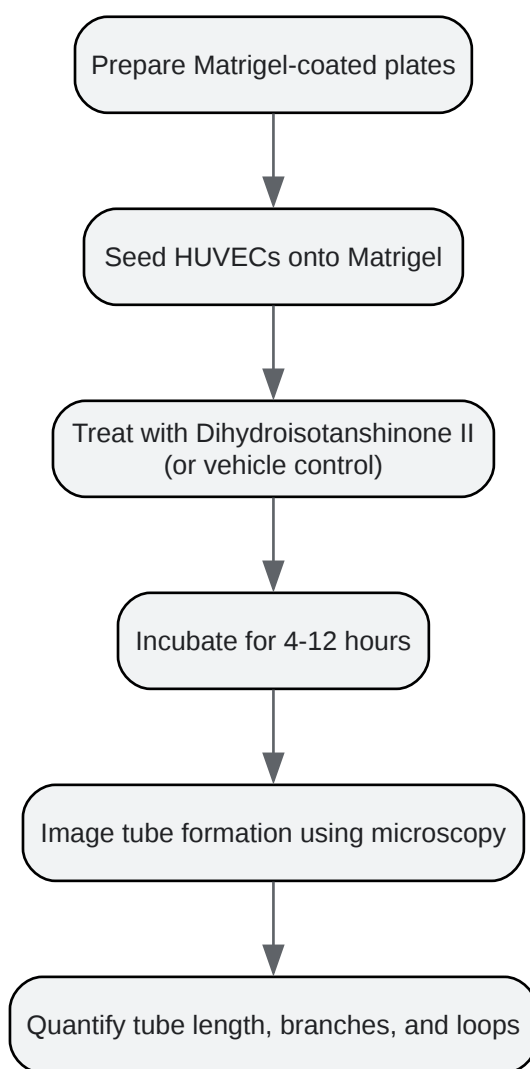 Prepare Matrigel-coated plates
Seed HUVECs onto Matrigel
Treat with Dihydroisotanshinone II
(or vehicle control)
Incubate for 4-12 hours
Image tube formation using microscopy
Quantify tube length, branches, and loops